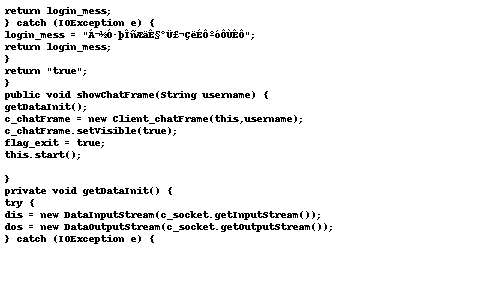 return login_mess;
} catch (IOException e) {
login_mess = "Á¬½Ó·þÎñÆ÷Ê§°Ü£¬ÇëÉÔºóÔÙÊÔ";
return login_mess;
}
return "true";
}
public void showChatFrame(String username) {
getDataInit();
c_chatFrame = new Client_chatFrame(this,username);
c_chatFrame.setVisible(true);
flag_exit = true;
this.start();

}
private void getDataInit() {
try {
dis = new DataInputStream(c_socket.getInputStream());
dos = new DataOutputStream(c_socket.getOutputStream());
} catch (IOException e) {